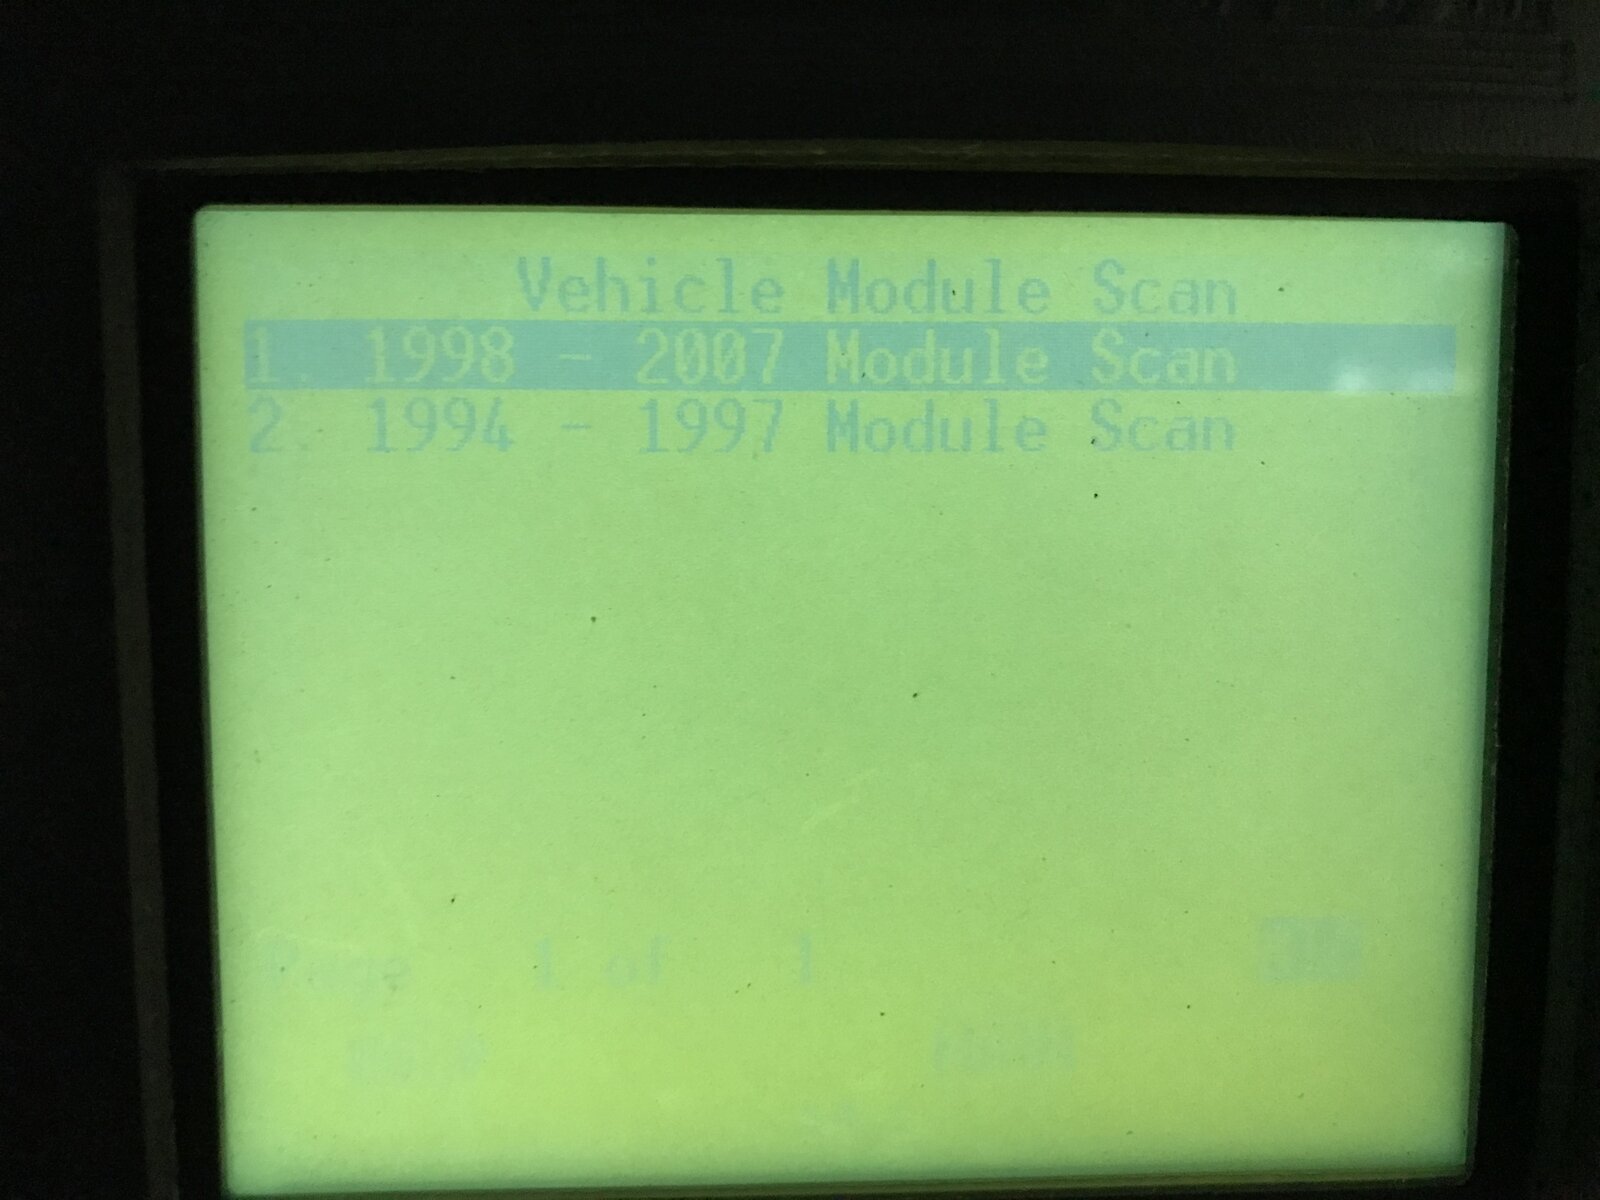 Vehicle Module Scan
1. 1998 - 2007 Module Scan
2. 1994 - 1997 Module Scan
Page 1 of 1